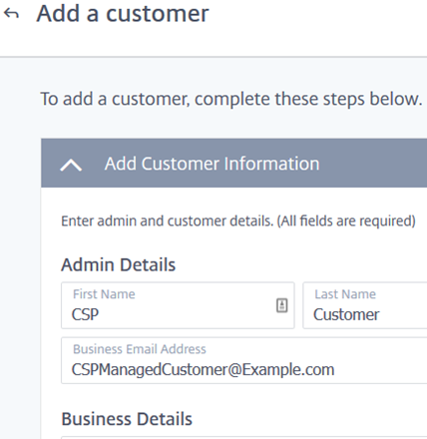 Add a customer
To add a customer, complete these steps below.
Add Customer Information
Enter admin and customer details. (All fields are required)
Admin Details
First Name
Last Name
CSP
Customer
Business Email Address
CSPManagedCustomer@Example.com
Business Details